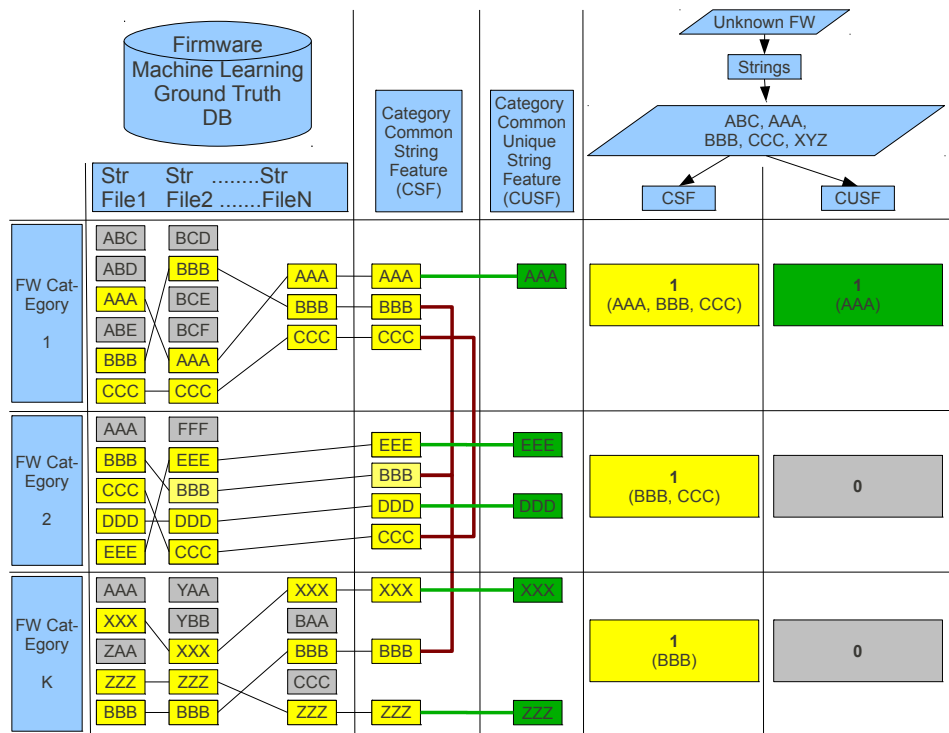 Firmware
Machine Learning
Ground Truth
DB
Str Str ........Str
File1 File2 .......FileN
Category
Common
String
Feature
(CSF)
Category
Common
Unique
String
Feature
(CUSF)
Unknown FW
Strings
ABC, AAA,
BBB, CCC, XYZ
CSF
CUSF
FW Cat-
Egory
1
ABC BCD
ABD BBB AAA AAA AAA
AAA BCE BBB BBB
ABE BCF CCC CCC
BBB AAA
CCC CCC
1
(AAA, BBB, CCC)
1
(AAA)
FW Cat-
Egory
2
AAA FFF
BBB EEE EEE EEE
CCC BBB BBB
DDD DDD DDD DDD
EEE CCC CCC
1
(BBB, CCC)
0
FW Cat-
Egory
K
AAA YAA XXX XXX XXX
XXX YBB BAA
ZAA XXX BBB BBB
ZZZ ZZZ CCC
BBB BBB ZZZ ZZZ ZZZ
1
(BBB)
0